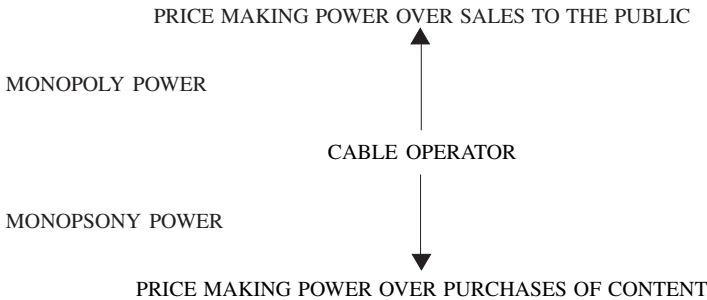 PRICE MAKING POWER OVER SALES TO THE PUBLIC
MONOPOLY POWER
CABLE OPERATOR
MONOPSONY POWER
PRICE MAKING POWER OVER PURCHASES OF CONTENT